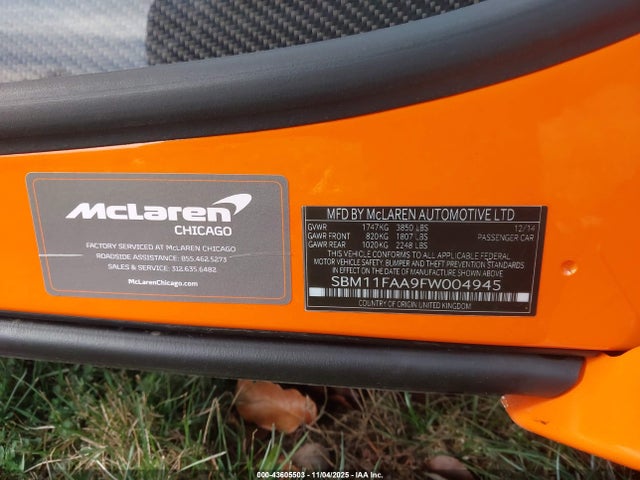 McLaren
CHICAGO
FACTORY SERVICED AT McLAREN CHICAGO
ROADSIDE ASSISTANCE: 855.462.5273
SALES & SERVICE: 312.635.6482
McLarenChicago.com
MFD BY McLAREN AUTOMOTIVE LTD
GVWR 1747KG 3850 LBS 12/14
GAWR FRONT 820KG 1807 LBS PASSENGER CAR
GAWR REAR 1020KG 2248 LBS
THIS VEHICLE CONFORMS TO ALL APPLICABLE FEDERAL
MOTOR VEHICLE SAFETY, BUMPER AND THEFT PREVENTION STANDARDS
IN EFFECT ON THE DATE OF MANUFACTURE SHOWN ABOVE
SBM11FAA9FW004945
COUNTRY OF ORIGIN UNITED KINGDOM
000-43605503 - 11/04/2025 - IAA Inc.